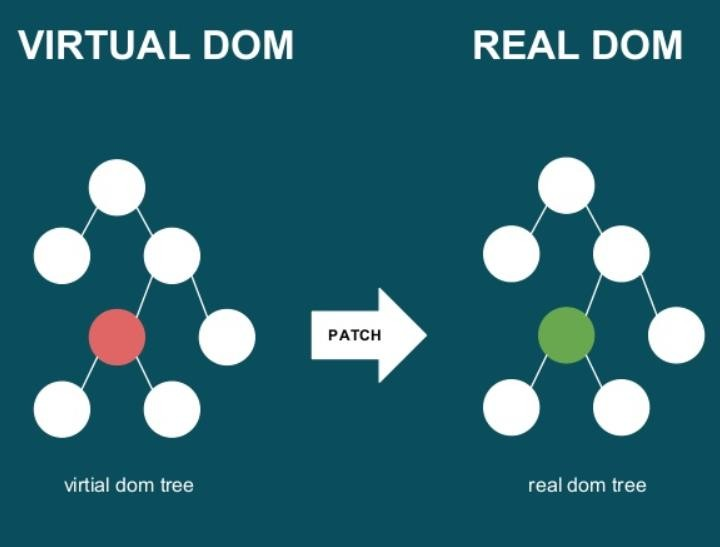 VIRTUAL DOM
REAL DOM
PATCH
virtial dom tree
real dom tree